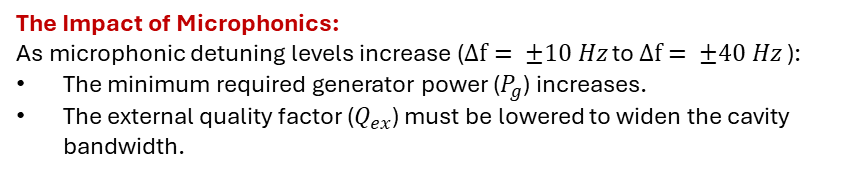 The Impact of Microphonics:
As microphonic detuning levels increase (Δf = ±10 Hz to Δf = ±40 Hz ):
• The minimum required generator power (P_g) increases.
• The external quality factor (Q_ex) must be lowered to widen the cavity
bandwidth.